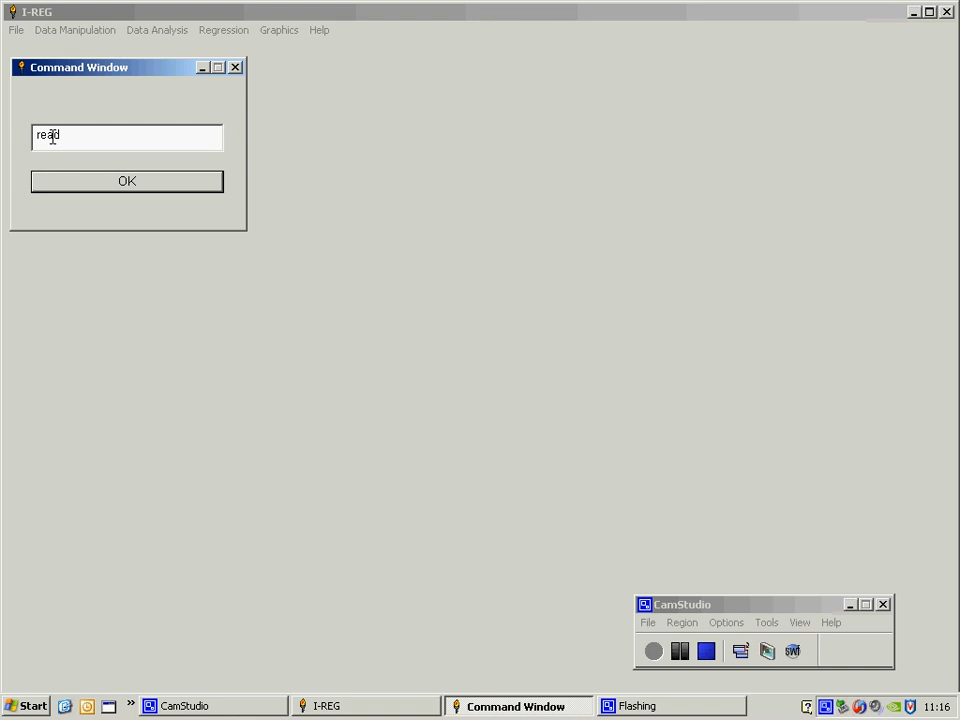 I-REG
File Data Manipulation Data Analysis Regression Graphics Help
Command Window
read
OK
CamStudio
File Region Options Tools View Help
SWF
Start » CamStudio I-REG Command Window Flashing 11:16